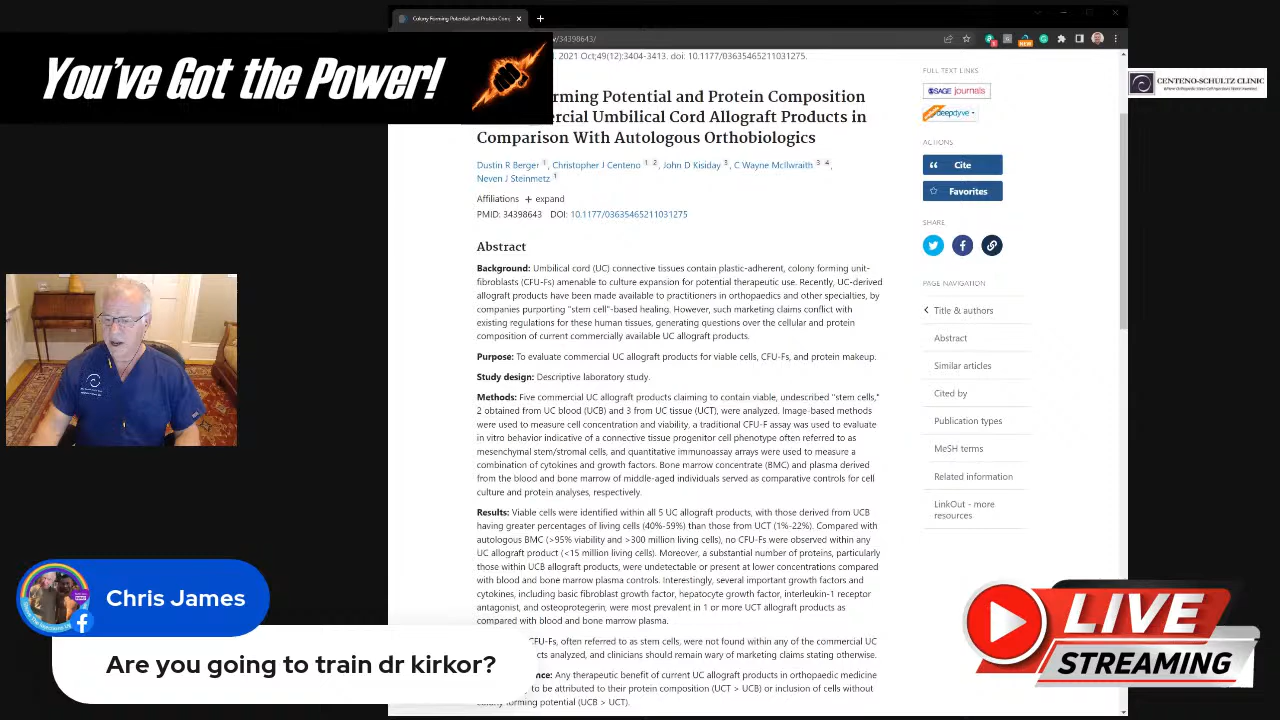 Colony Forming Potential and Protein Comp
You've Got the Power!
/34398643/
2021 Oct;49(12):3404-3413. doi: 10.1177/03635465211031275.
rming Potential and Protein Composition
rcial Umbilical Cord Allograft Products in
Comparison With Autologous Orthobiologics
Dustin R Berger 1, Christopher J Centeno 1 2, John D Kisiday 3, C Wayne McIlwraith 3 4,
Neven J Steinmetz 1
Affiliations + expand
PMID: 34398643 DOI: 10.1177/03635465211031275
Abstract
Background: Umbilical cord (UC) connective tissues contain plastic-adherent, colony forming unit-
fibroblasts (CFU-Fs) amenable to culture expansion for potential therapeutic use. Recently, UC-derived
allograft products have been made available to practitioners in orthopaedics and other specialties, by
companies purporting "stem cell"-based healing. However, such marketing claims conflict with
existing regulations for these human tissues, generating questions over the cellular and protein
composition of current commercially available UC allograft products.
Purpose: To evaluate commercial UC allograft products for viable cells, CFU-Fs, and protein makeup.
Study design: Descriptive laboratory study.
Methods: Five commercial UC allograft products claiming to contain viable, undescribed "stem cells,"
2 obtained from UC blood (UCB) and 3 from UC tissue (UCT), were analyzed. Image-based methods
were used to measure cell concentration and viability, a traditional CFU-F assay was used to evaluate
in vitro behavior indicative of a connective tissue progenitor cell phenotype often referred to as
mesenchymal stem/stromal cells, and quantitative immunoassay arrays were used to measure a
combination of cytokines and growth factors. Bone marrow concentrate (BMC) and plasma derived
from the blood and bone marrow of middle-aged individuals served as comparative controls for cell
culture and protein analyses, respectively.
Results: Viable cells were identified within all 5 UC allograft products, with those derived from UCB
having greater percentages of living cells (40%-59%) than those from UCT (1%-22%). Compared with
autologous BMC (>95% viability and >300 million living cells), no CFU-Fs were observed within any
UC allograft product (<15 million living cells). Moreover, a substantial number of proteins, particularly
those within UCB allograft products, were undetectable or present at lower concentrations compared
with blood and bone marrow plasma controls. Interestingly, several important growth factors and
cytokines, including basic fibroblast growth factor, hepatocyte growth factor, interleukin-1 receptor
antagonist, and osteoprotegerin, were most prevalent in 1 or more UCT allograft products as
compared with blood and bone marrow plasma.
CFU-Fs, often referred to as stem cells, were not found within any of the commercial UC
cts analyzed, and clinicians should remain wary of marketing claims stating otherwise.
nce: Any therapeutic benefit of current UC allograft products in orthopaedic medicine
to be attributed to their protein composition (UCT > UCB) or inclusion of cells without
colony forming potential (UCB > UCT).
FULL TEXT LINKS
SAGE journals
deepdyve
ACTIONS
Cite
Favorites
SHARE
PAGE NAVIGATION
Title & authors
Abstract
Similar articles
Cited by
Publication types
MeSH terms
Related information
LinkOut - more
resources
CENTENO-SCHULTZ CLINIC
Chris James
Are you going to train dr kirkor?
LIVE
STREAMING